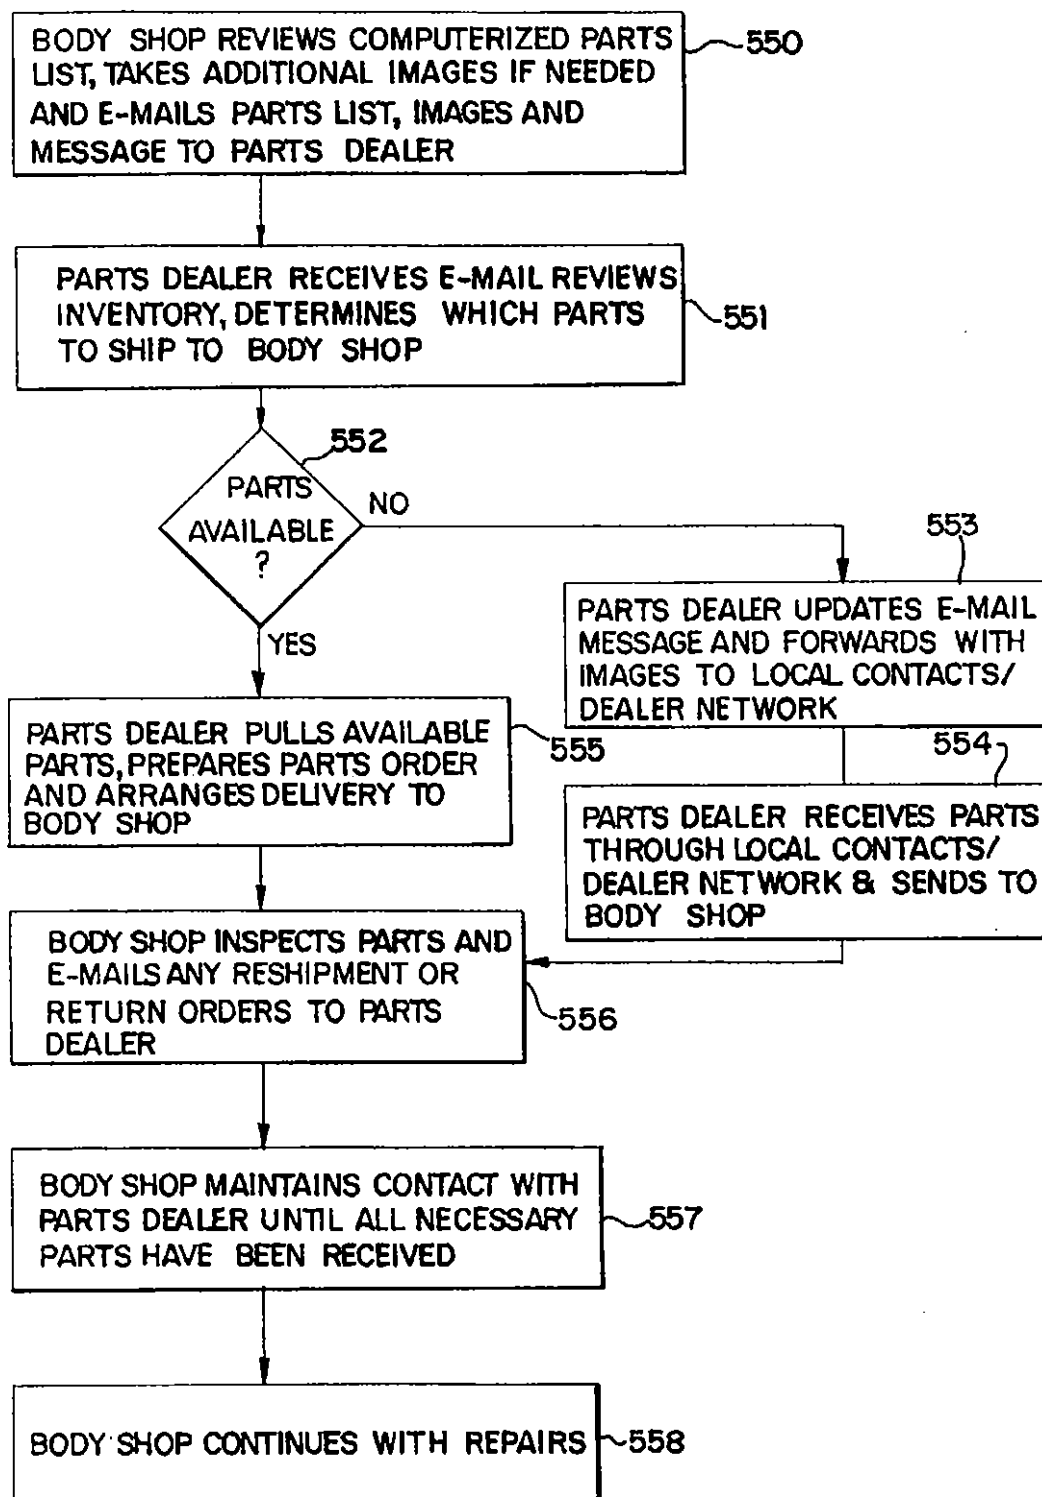 BODY SHOP REVIEWS COMPUTERIZED PARTS
LIST, TAKES ADDITIONAL IMAGES IF NEEDED
AND E-MAILS PARTS LIST, IMAGES AND
MESSAGE TO PARTS DEALER
550
PARTS DEALER RECEIVES E-MAIL REVIEWS
INVENTORY, DETERMINES WHICH PARTS
TO SHIP TO BODY SHOP
551
552
PARTS
AVAILABLE
?
NO
YES
553
PARTS DEALER UPDATES E-MAIL
MESSAGE AND FORWARDS WITH
IMAGES TO LOCAL CONTACTS/
DEALER NETWORK
554
PARTS DEALER RECEIVES PARTS
THROUGH LOCAL CONTACTS/
DEALER NETWORK & SENDS TO
BODY SHOP
PARTS DEALER PULLS AVAILABLE
PARTS, PREPARES PARTS ORDER
AND ARRANGES DELIVERY TO
BODY SHOP
555
BODY SHOP INSPECTS PARTS AND
E-MAILS ANY RESHIPMENT OR
RETURN ORDERS TO PARTS
DEALER
556
BODY SHOP MAINTAINS CONTACT WITH
PARTS DEALER UNTIL ALL NECESSARY
PARTS HAVE BEEN RECEIVED
557
BODY SHOP CONTINUES WITH REPAIRS
558